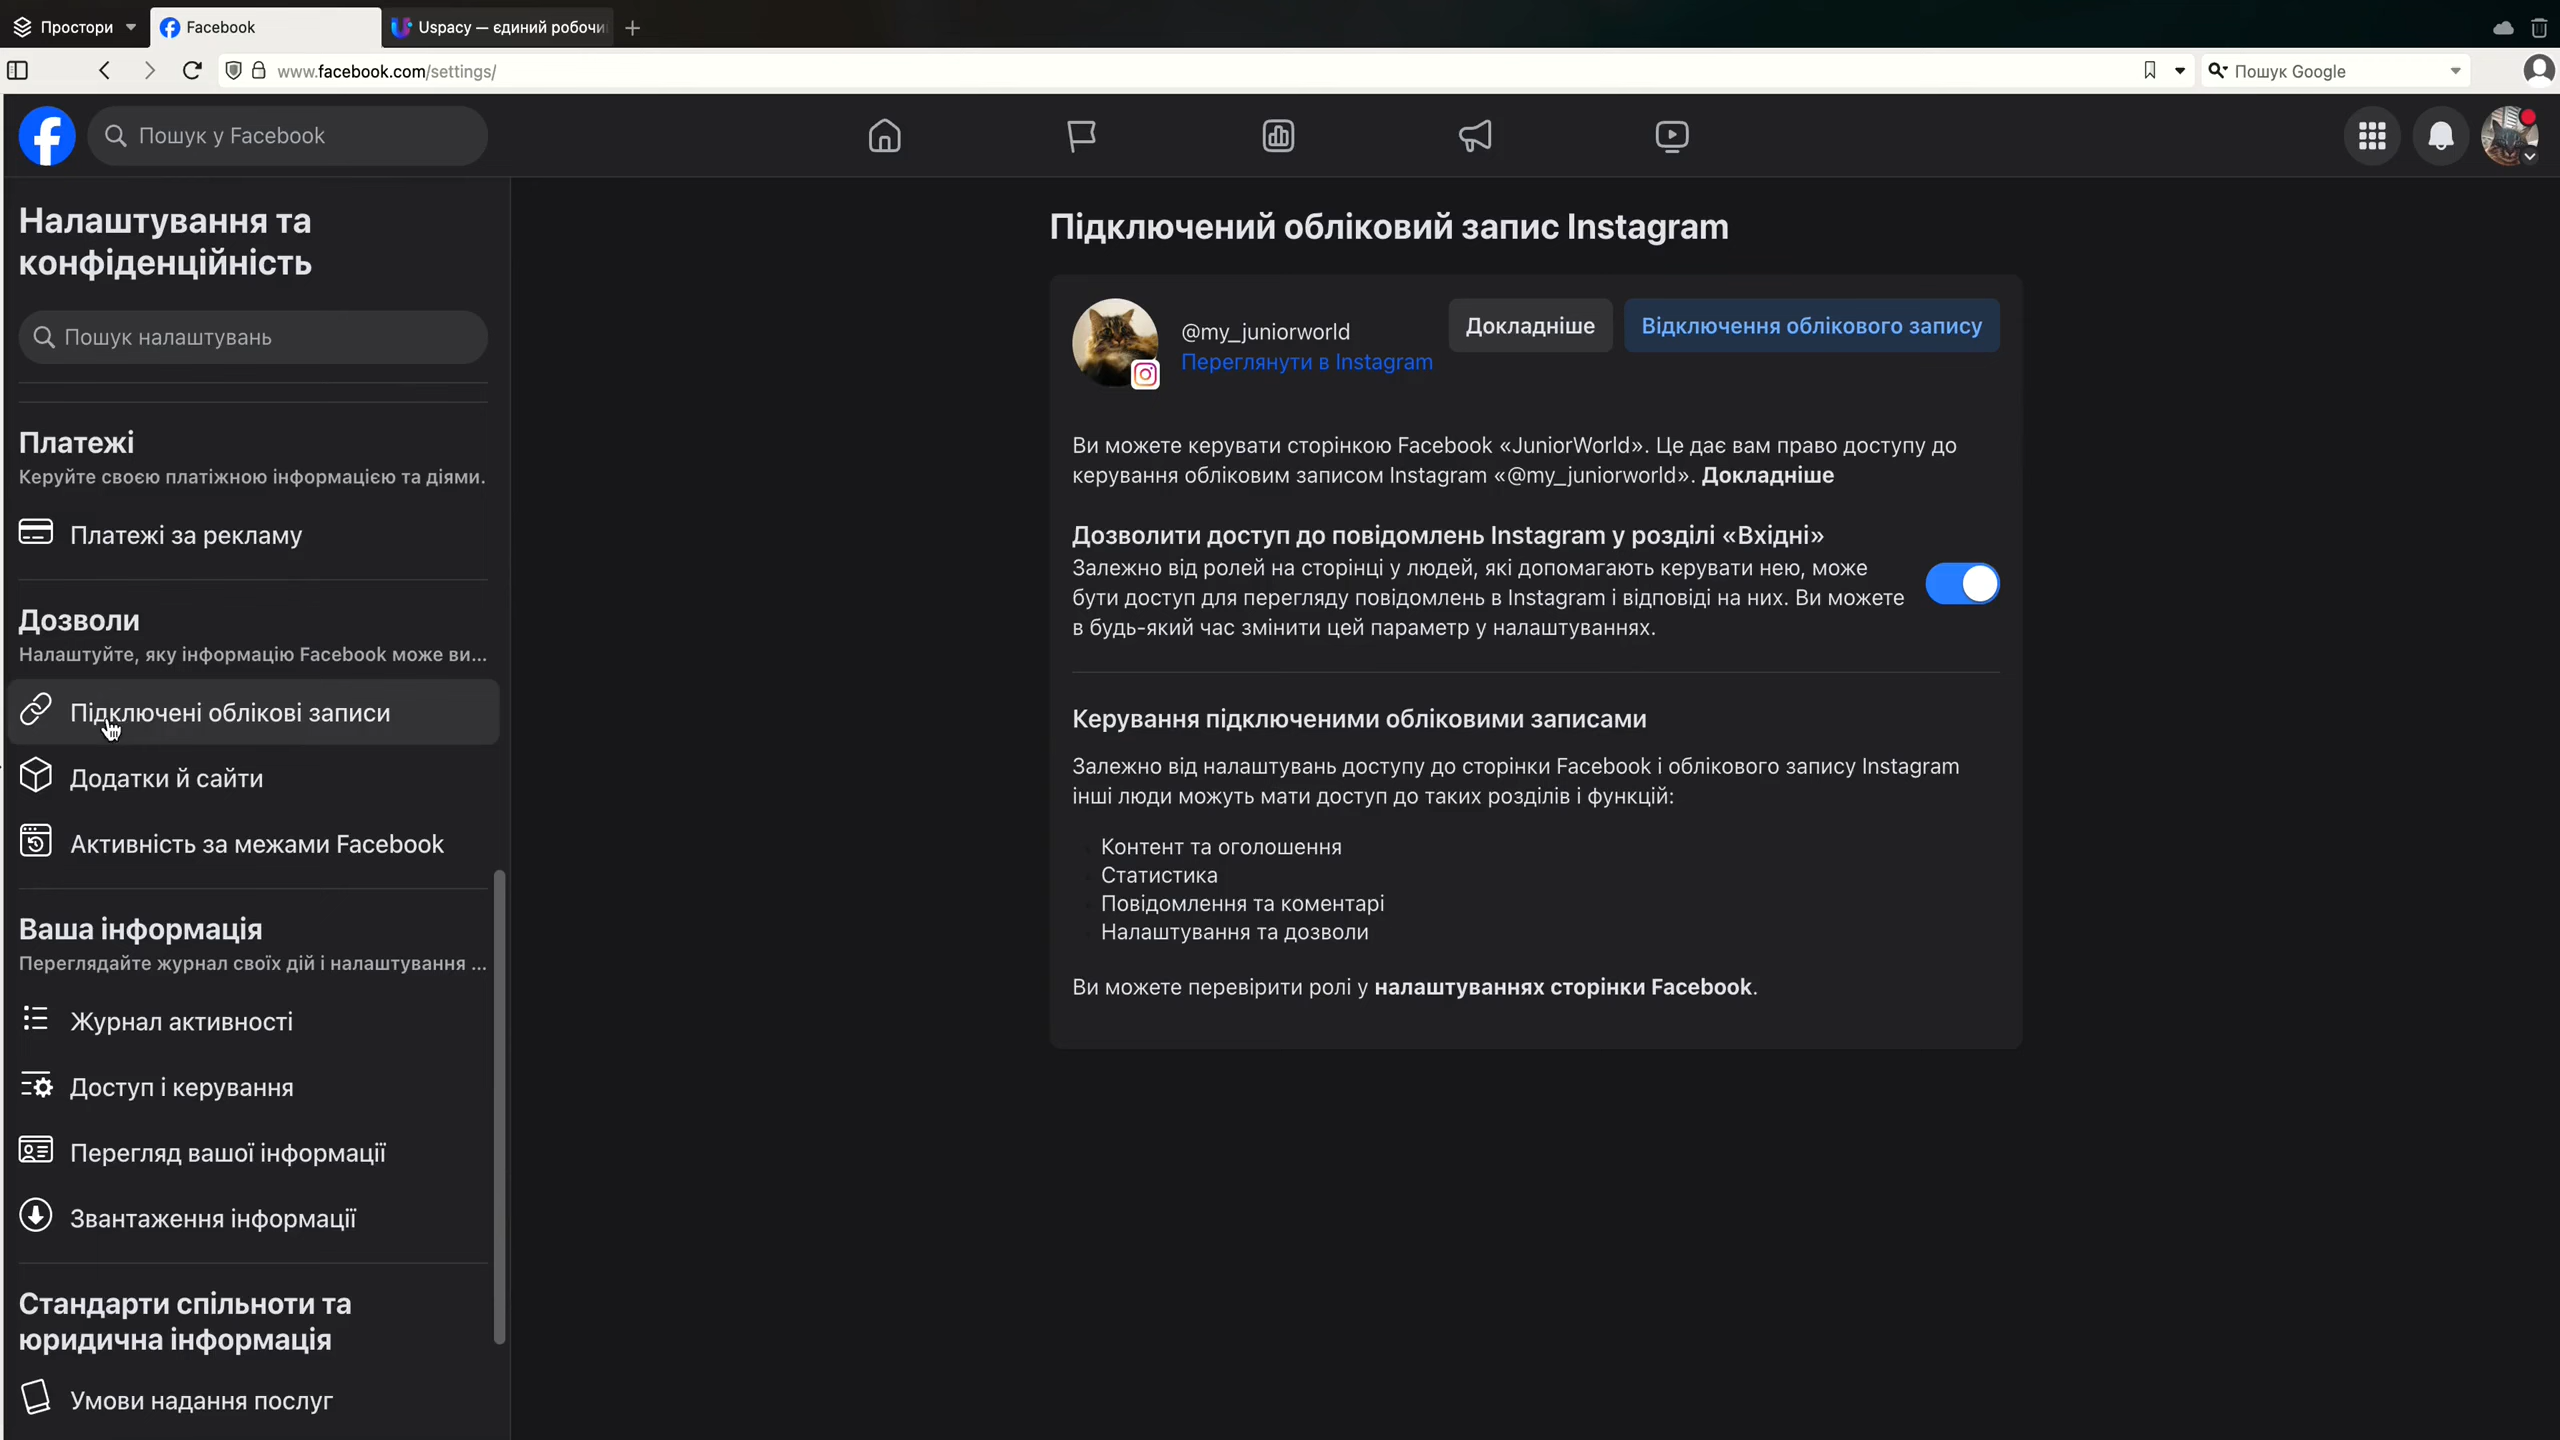 Простори
Facebook
Uspacy — єдиний робочи
www.facebook.com/settings/
Пошук Google
Пошук у Facebook
Налаштування та
конфіденційність
Пошук налаштувань
Платежі
Керуйте своєю платіжною інформацією та діями.
Платежі за рекламу
Дозволи
Налаштуйте, яку інформацію Facebook може ви...
Підключені облікові записи
Додатки й сайти
Активність за межами Facebook
Ваша інформація
Переглядайте журнал своїх дій і налаштування ...
Журнал активності
Доступ і керування
Перегляд вашої інформації
Звантаження інформації
Стандарти спільноти та
юридична інформація
Умови надання послуг
Підключений обліковий запис Instagram
@my_juniorworld
Переглянути в Instagram
Докладніше
Відключення облікового запису
Ви можете керувати сторінкою Facebook «JuniorWorld». Це дає вам право доступу до
керування обліковим записом Instagram «@my_juniorworld». Докладніше
Дозволити доступ до повідомлень Instagram у розділі «Вхідні»
Залежно від ролей на сторінці у людей, які допомагають керувати нею, може
бути доступ для перегляду повідомлень в Instagram і відповіді на них. Ви можете
в будь-який час змінити цей параметр у налаштуваннях.
Керування підключеними обліковими записами
Залежно від налаштувань доступу до сторінки Facebook і облікового запису Instagram
інші люди можуть мати доступ до таких розділів і функцій:
Контент та оголошення
Статистика
Повідомлення та коментарі
Налаштування та дозволи
Ви можете перевірити ролі у налаштуваннях сторінки Facebook.